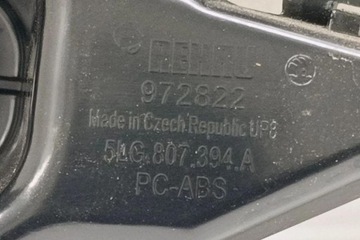 REHAU
972822
Made in Czech Republic UP8
5LG.807.394.A
PC-ABS